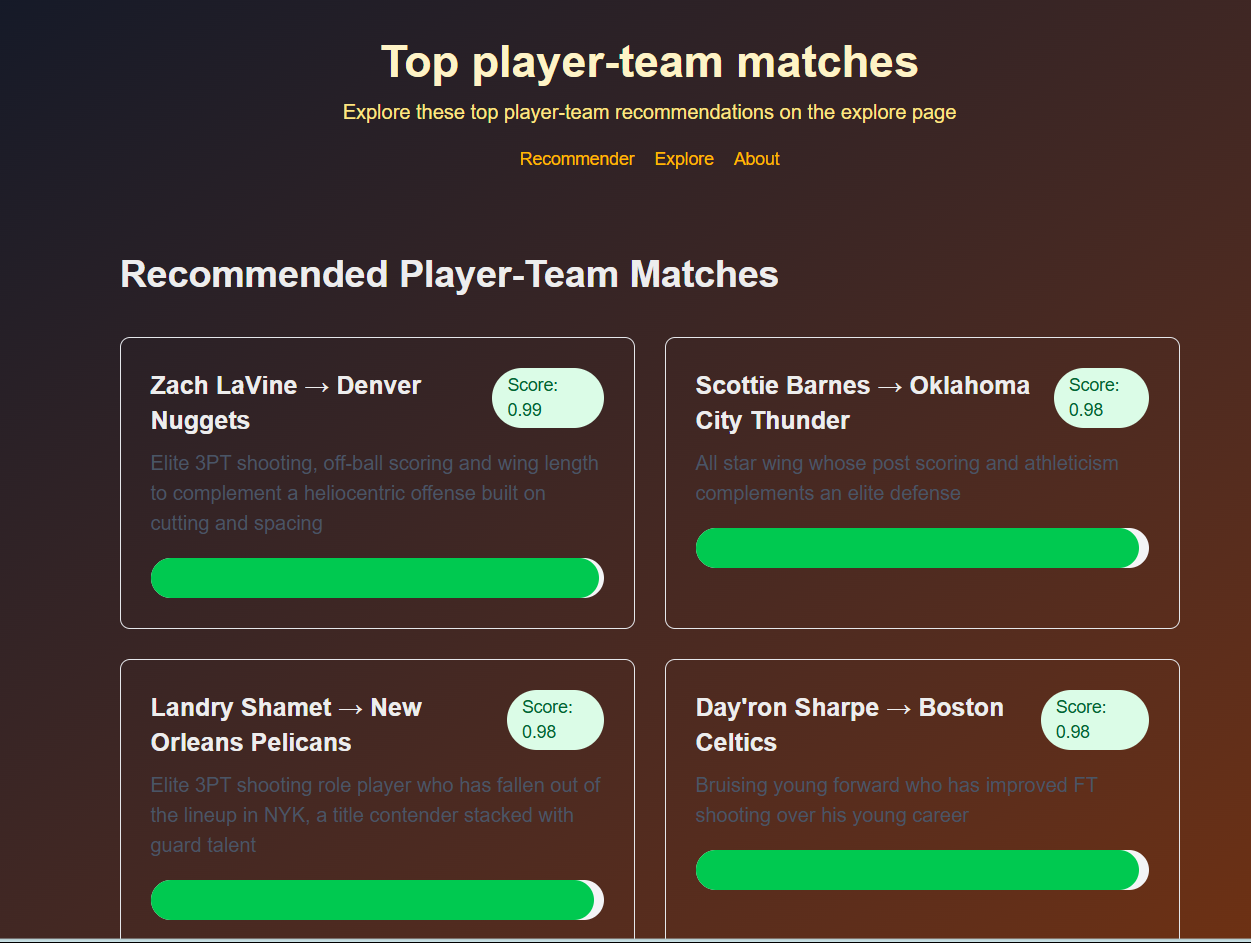 Top player-team matches
Explore these top player-team recommendations on the explore page
Recommender Explore About
Recommended Player-Team Matches
Zach LaVine → Denver
Nuggets
Score:
0.99
Elite 3PT shooting, off-ball scoring and wing length
to complement a heliocentric offense built on
cutting and spacing
Scottie Barnes → Oklahoma
City Thunder
Score:
0.98
All star wing whose post scoring and athleticism
complements an elite defense
Landry Shamet → New
Orleans Pelicans
Score:
0.98
Elite 3PT shooting role player who has fallen out of
the lineup in NYK, a title contender stacked with
guard talent
Day'ron Sharpe → Boston
Celtics
Score:
0.98
Bruising young forward who has improved FT
shooting over his young career